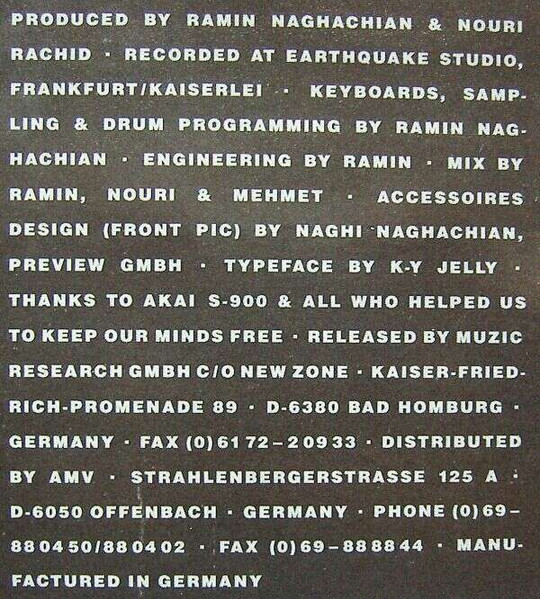 PRODUCED BY RAMIN NAGHACHIAN & NOURI
RACHID · RECORDED AT EARTHQUAKE STUDIO,
FRANKFURT/KAISERLEI · KEYBOARDS, SAMP-
LING & DRUM PROGRAMMING BY RAMIN NAG-
HACHIAN · ENGINEERING BY RAMIN · MIX BY
RAMIN, NOURI & MEHMET · ACCESSOIRES
DESIGN (FRONT PIC) BY NAGHI NAGHACHIAN,
PREVIEW GMBH · TYPEFACE BY K-Y JELLY ·
THANKS TO AKAI S-900 & ALL WHO HELPED US
TO KEEP OUR MINDS FREE · RELEASED BY MUZIC
RESEARCH GMBH C/O NEW ZONE · KAISER-FRIED-
RICH-PROMENADE 89 · D-6380 BAD HOMBURG ·
GERMANY · FAX (0) 61 72 – 2 09 33 · DISTRIBUTED
BY AMV · STRAHLENBERGERSTRASSE 125 A ·
D-6050 OFFENBACH · GERMANY · PHONE (0) 69 –
88 04 50/88 04 02 · FAX (0) 69 – 88 88 44 · MANU-
FACTURED IN GERMANY